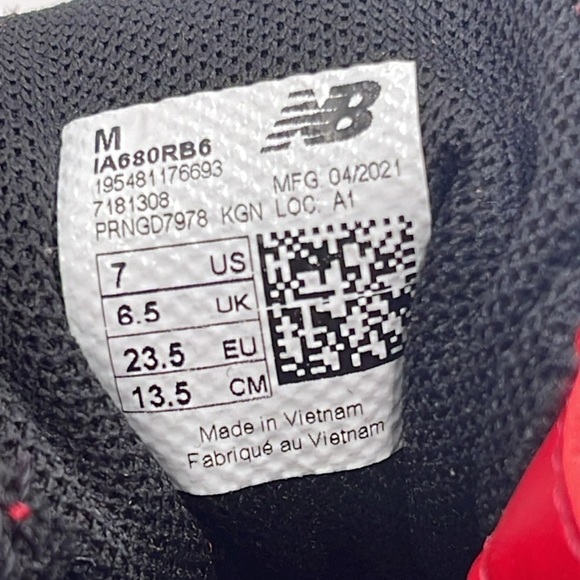 M
NB
IA680RB6
195481176693
MFG. 04/2021
7181308
PRNGD7978 KGN LOC: A1
7 US
6.5 UK
23.5 EU
13.5 CM
Made in Vietnam
Fabriqué au Vietnam